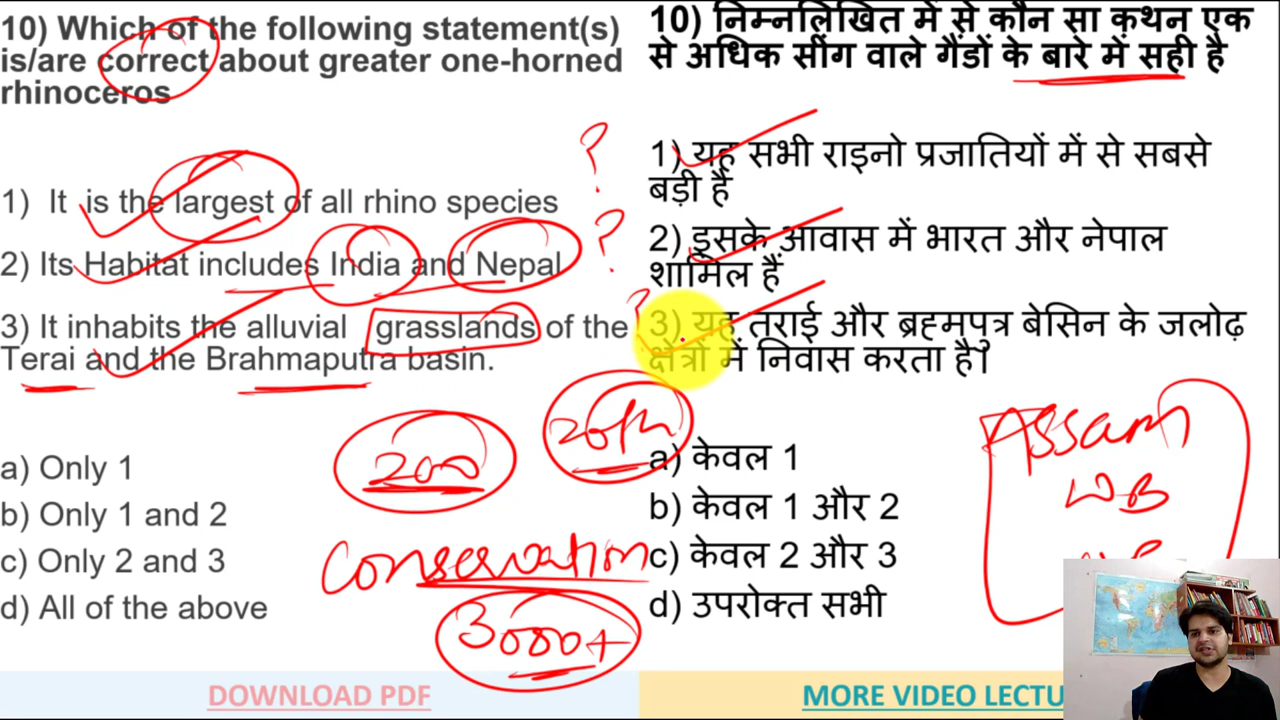 10) Which of the following statement(s)
is/are correct about greater one-horned
rhinoceros
1) It is the largest of all rhino species
2) Its Habitat includes India and Nepal
3) It inhabits the alluvial grasslands of the
Terai and the Brahmaputra basin.
a) Only 1
b) Only 1 and 2
c) Only 2 and 3
d) All of the above
10) निम्नलिखित में से कौन सा कथन एक
से अधिक सींग वाले गैंडों के बारे में सही है
1) यह सभी राइनो प्रजातियों में से सबसे
बड़ी है
2) इसके आवास में भारत और नेपाल
शामिल हैं
3) यह तराई और ब्रह्मपुत्र बेसिन के जलोढ़
क्षेत्रों में निवास करता है।
a) केवल 1
b) केवल 1 और 2
c) केवल 2 और 3
d) उपरोक्त सभी
?
?
?
200
20th
Conservation
3000+
Assam
WB
DOWNLOAD PDF
MORE VIDEO LECTU